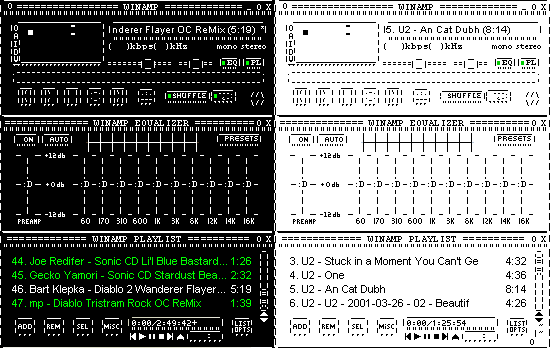 WINAMP
O
A
I
D
V
nderer Flayer OC ReMix (5:19) *
( )kbps( )kHz mono stereo
EQ PL
SHUFFLE
WINAMP EQUALIZER
ON AUTO PRESETS
+12db
+0db
-12db
PREAMP 60 170 310 600 1K 3K 6K 12K 14K 16K
WINAMP PLAYLIST
44. Joe Redifer - Sonic CD Li'l Blue Bastard... 1:26
45. Gecko Yamori - Sonic CD Stardust Bea... 2:32
46. Bart Klepka - Diablo 2 Wanderer Flayer... 5:19
47. mp - Diablo Tristram Rock OC ReMix 1:39
ADD REM SEL MISC 0:00/2:49:42+ LIST OPTS
WINAMP
O
A
I
D
V
5. U2 - An Cat Dubh (8:14)
( )kbps( )kHz mono stereo
EQ PL
SHUFFLE
WINAMP EQUALIZER
ON AUTO PRESETS
+12db
+0db
-12db
PREAMP 60 170 310 600 1K 3K 6K 12K 14K 16K
WINAMP PLAYLIST
3. U2 - Stuck in a Moment You Can't Ge 4:32
4. U2 - One 4:36
5. U2 - An Cat Dubh 8:14
6. U2 - U2 - 2001-03-26 - 02 - Beautif 4:26
ADD REM SEL MISC 0:00/1:25:54 LIST OPTS